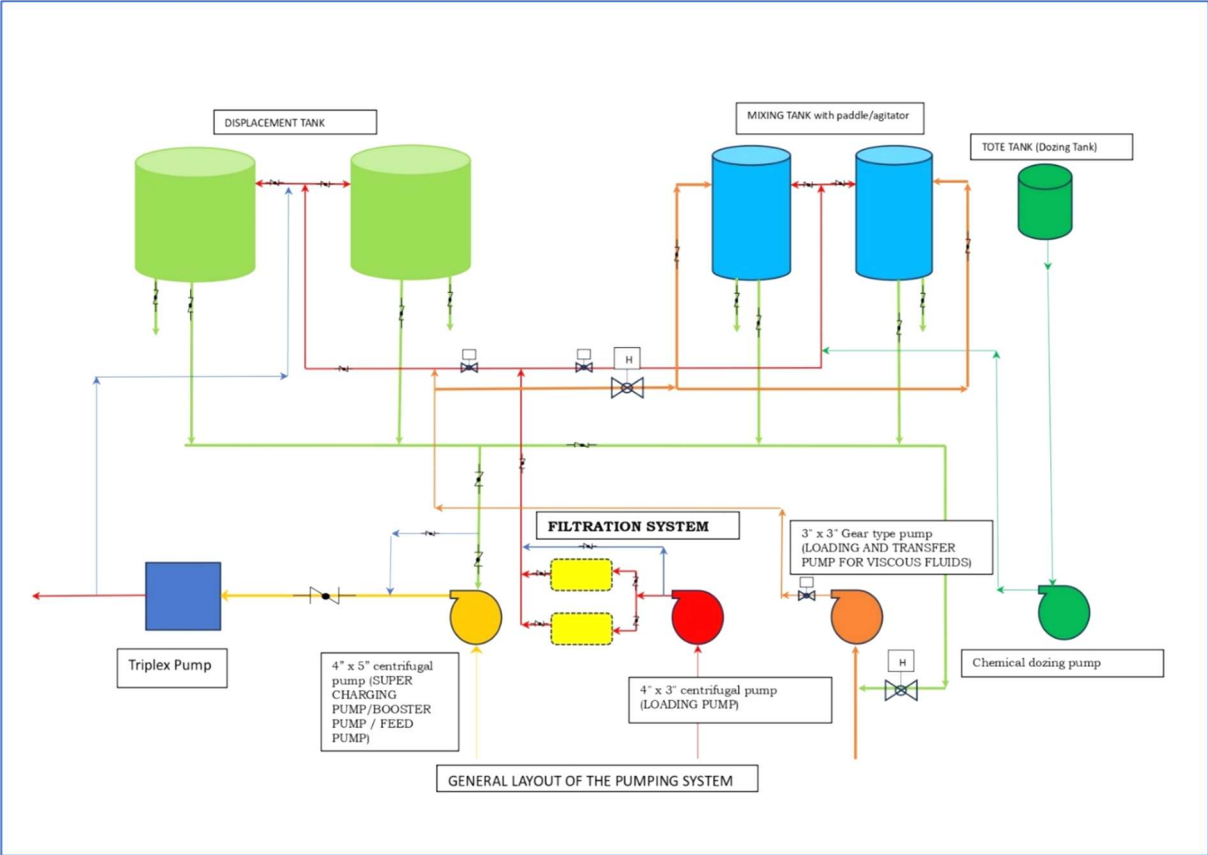 DISPLACEMENT TANK
MIXING TANK with paddle/agitator
TOTE TANK (Dozing Tank)
H
FILTRATION SYSTEM
3" x 3" Gear type pump
(LOADING AND TRANSFER
PUMP FOR VISCOUS FLUIDS)
Triplex Pump
4" x 5" centrifugal
pump (SUPER
CHARGING
PUMP/BOOSTER
PUMP / FEED
PUMP)
4" x 3" centrifugal pump
(LOADING PUMP)
H
Chemical dozing pump
GENERAL LAYOUT OF THE PUMPING SYSTEM